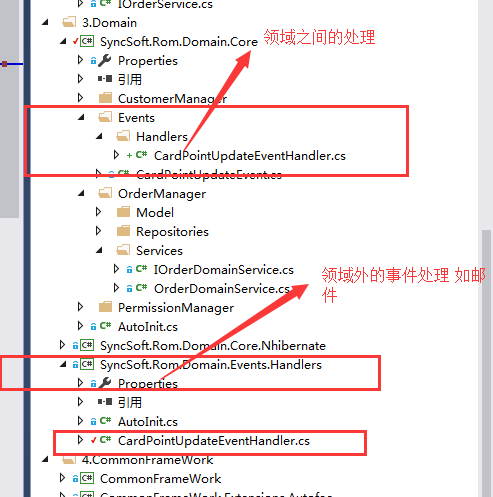 IOrderService.cs
3.Domain
SyncSoft.Rom.Domain.Core
领域之间的处理
Properties
引用
CustomerManager
Events
Handlers
CardPointUpdateEventHandler.cs
CardPointUpdateEvent.cs
OrderManager
Model
Repositories
Services
IOrderDomainService.cs
OrderDomainService.cs
领域外的事件处理 如邮
件
PermissionManager
AutoInit.cs
SyncSoft.Rom.Domain.Core.Nhibernate
SyncSoft.Rom.Domain.Events.Handlers
Properties
引用
AutoInit.cs
CardPointUpdateEventHandler.cs
4.CommonFrameWork
CommonFrameWork
CommonFrameWork.Extensions.Autofac